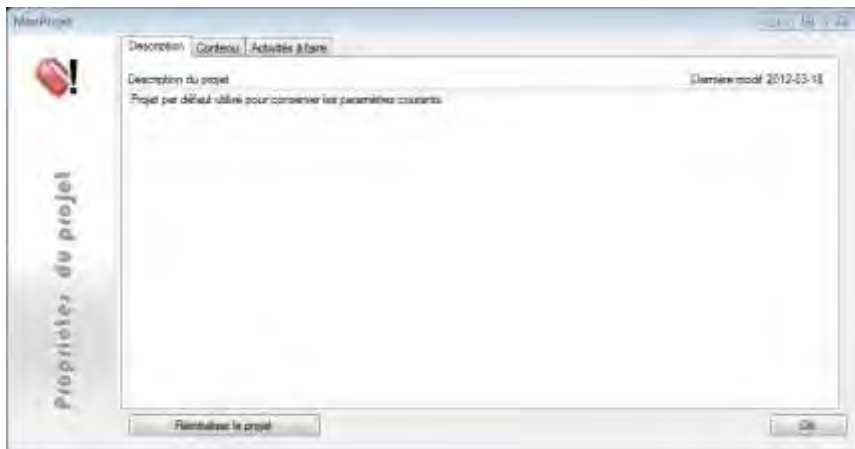 MonProjet
Description Contenu Activités à faire
Description du projet Dernière modif 2012-03-18
Projet par défaut utilisé pour conserver les paramètres courants
Propriétés du projet
Réinitialiser le projet OK